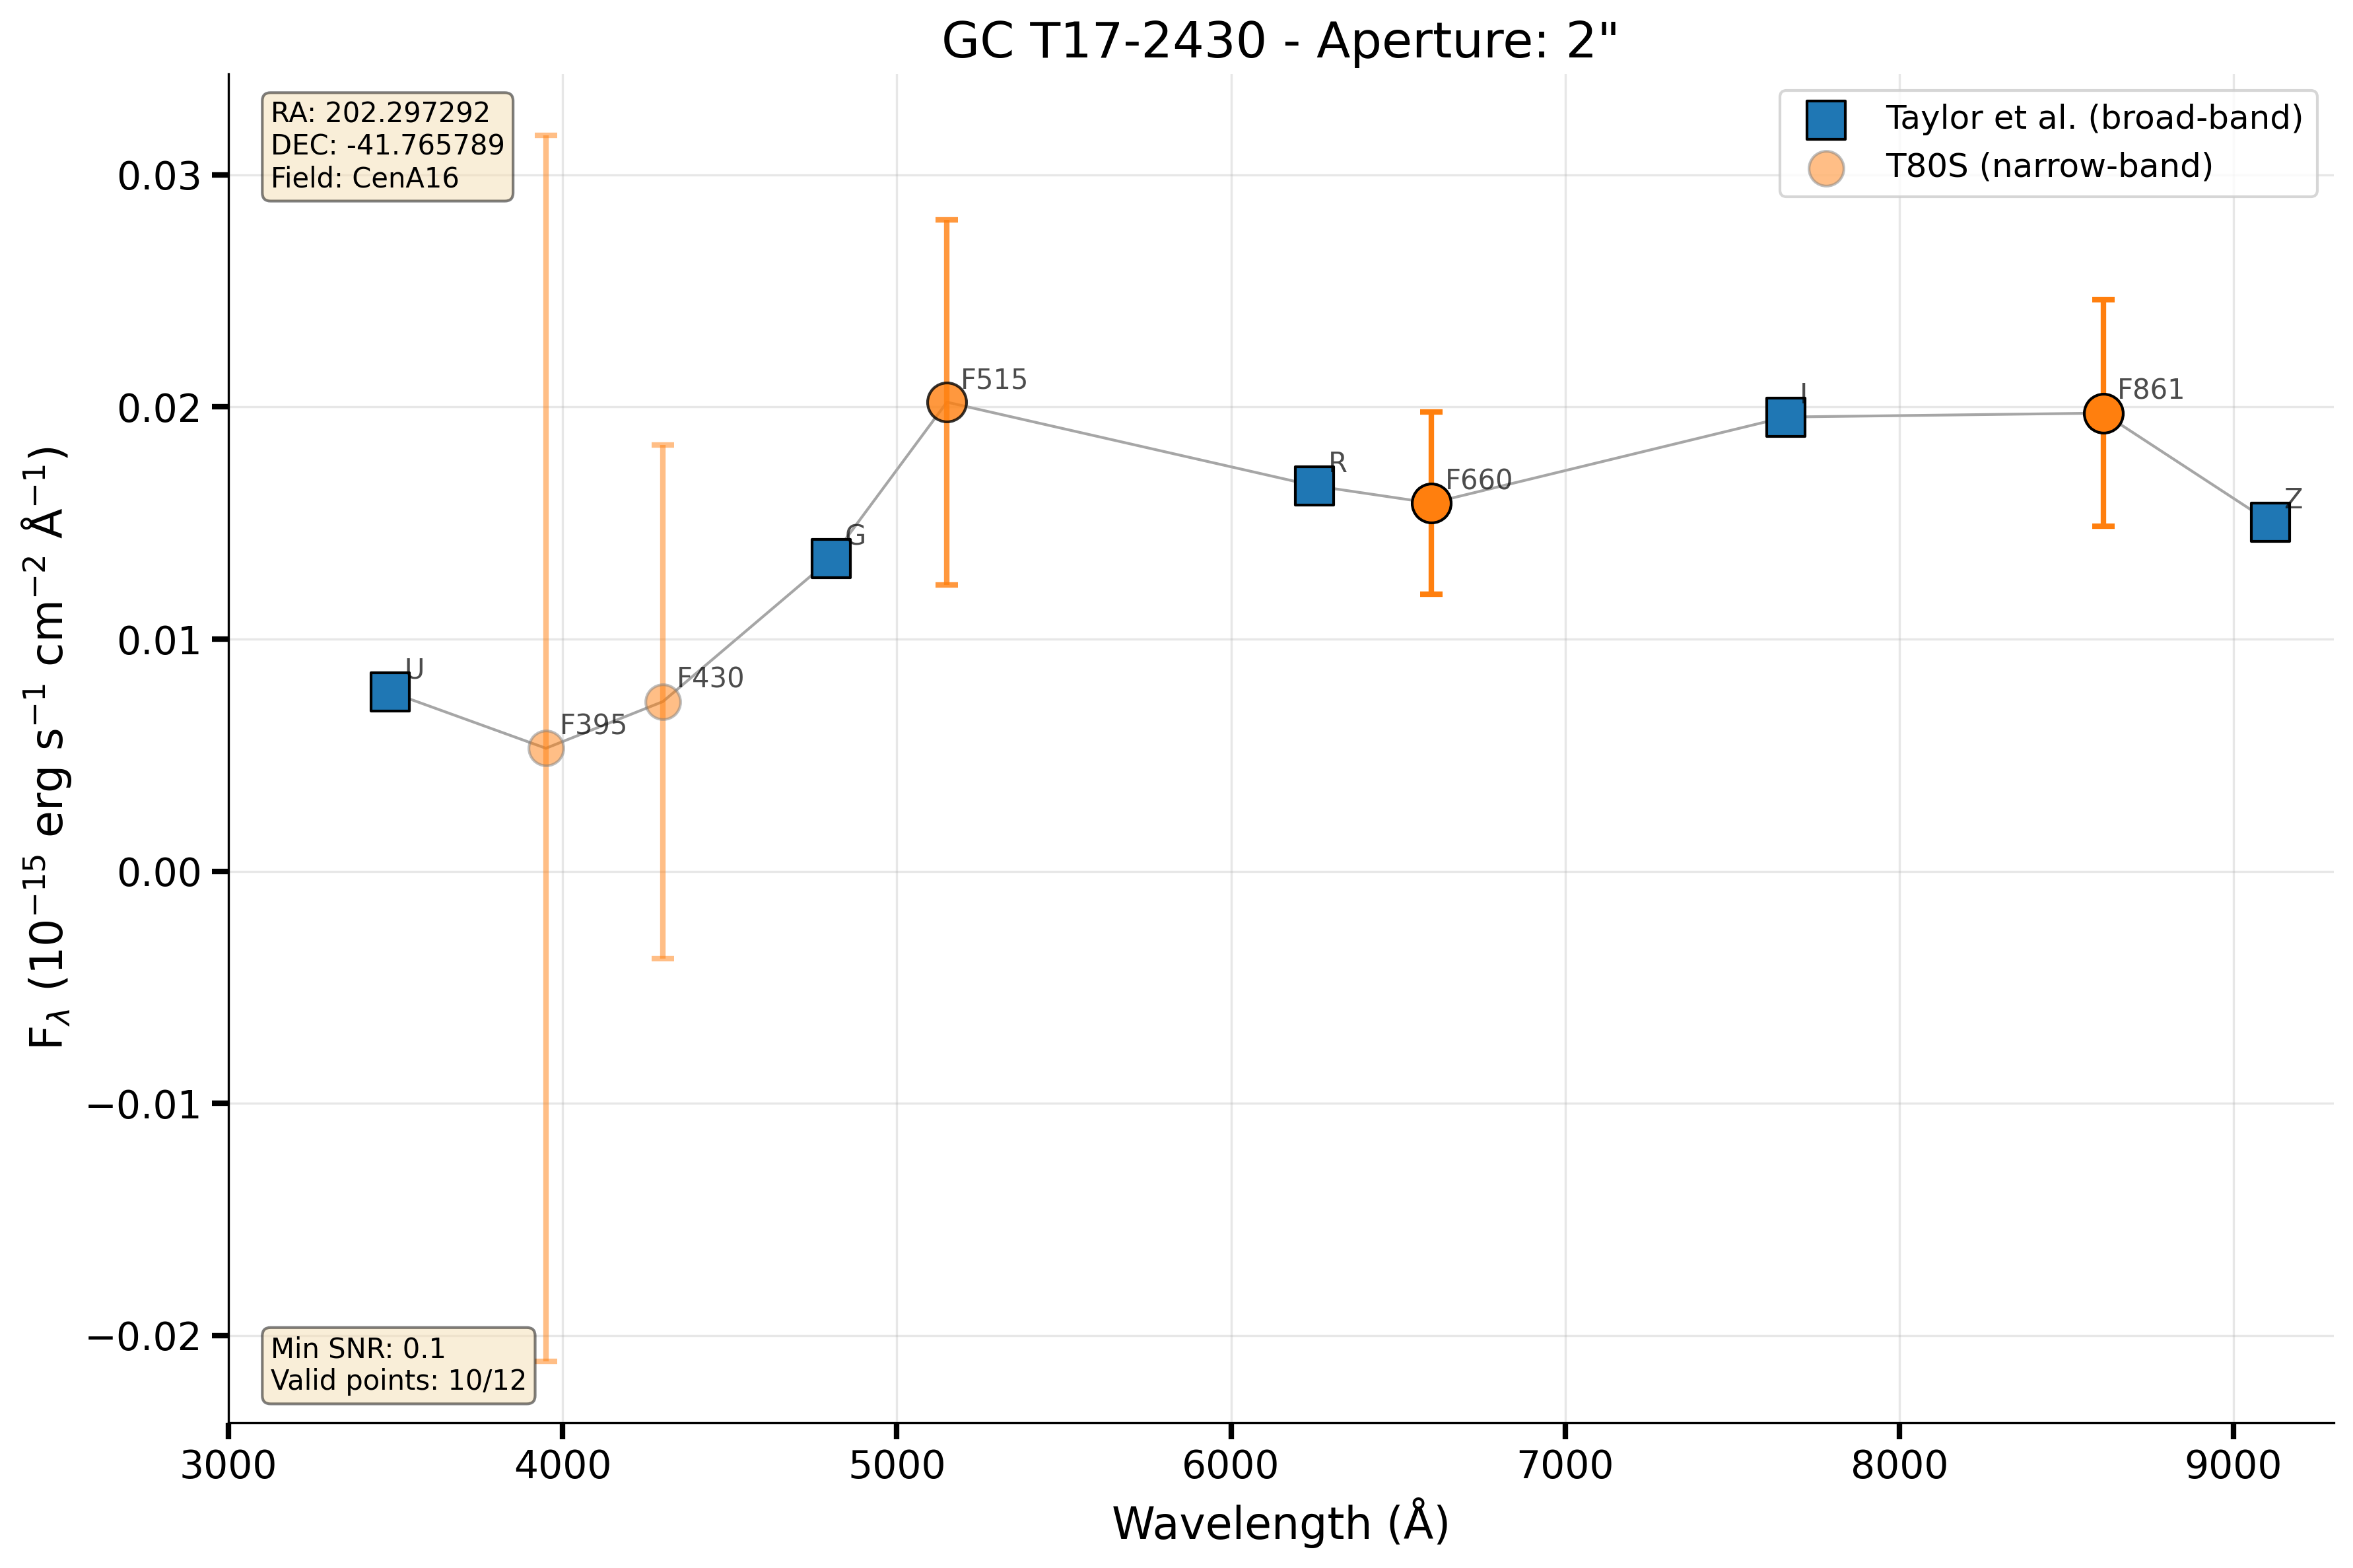 GC T17-2430 - Aperture: 2"
RA: 202.297292
DEC: -41.765789
Field: CenA16
Taylor et al. (broad-band)
T80S (narrow-band)
0.03
0.02
0.01
0.00
−0.01
−0.02
F_λ (10⁻¹⁵ erg s⁻¹ cm⁻² Å⁻¹)
U
F395
F430
G
F515
R
F660
I
F861
Z
Min SNR: 0.1
Valid points: 10/12
3000 4000 5000 6000 7000 8000 9000
Wavelength (Å)